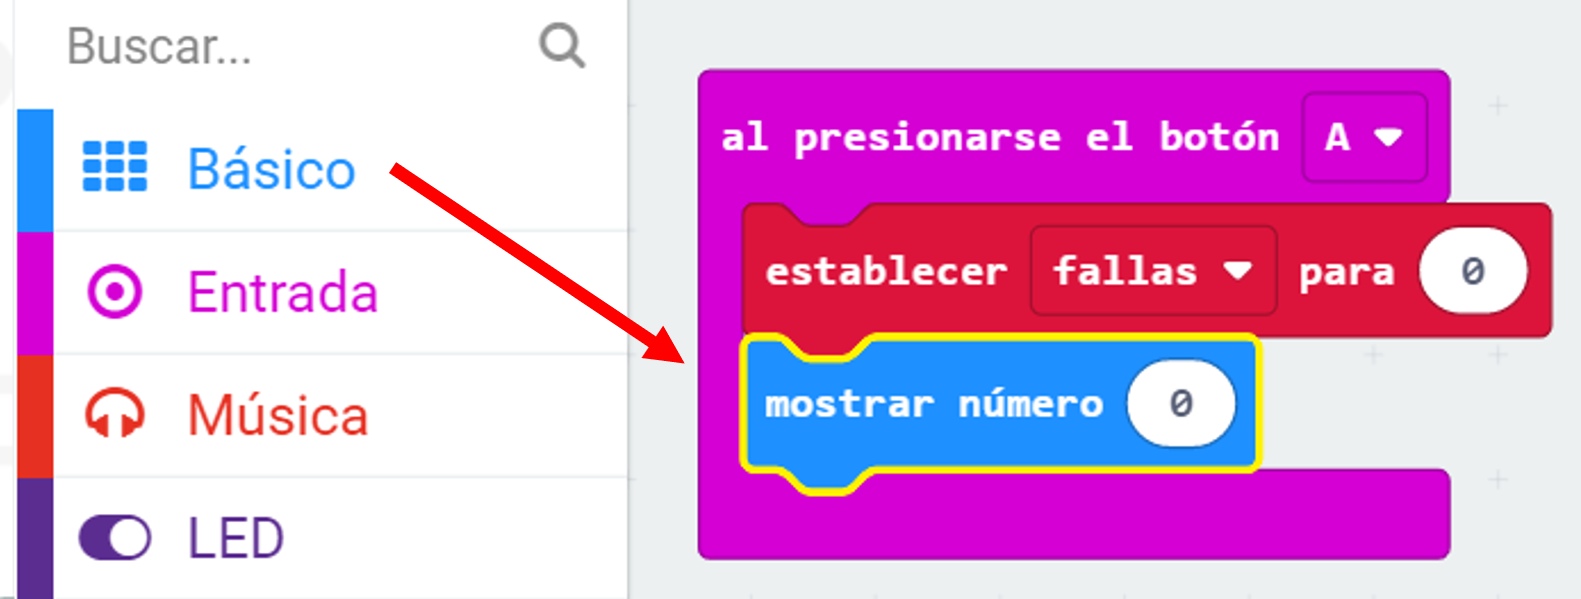 Buscar...
Básico
Entrada
Música
LED
al presionarse el botón A
establecer fallas para 0
mostrar número 0